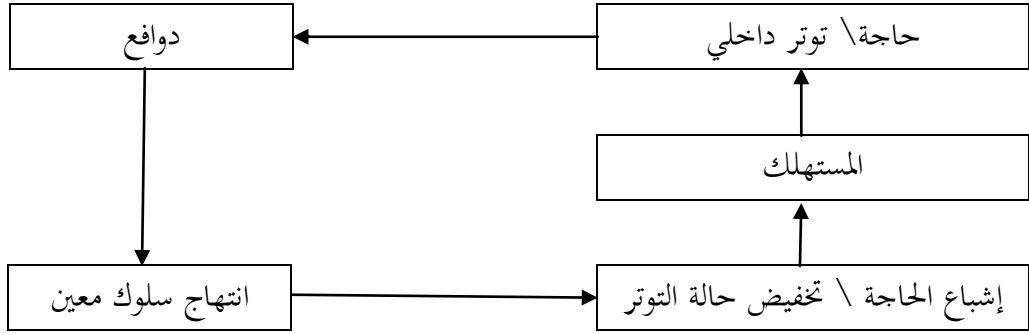 حاجة\ توتر داخلي
دوافع
المستهلك
إشباع الحاجة \ تخفيض حالة التوتر
انتهاج سلوك معين